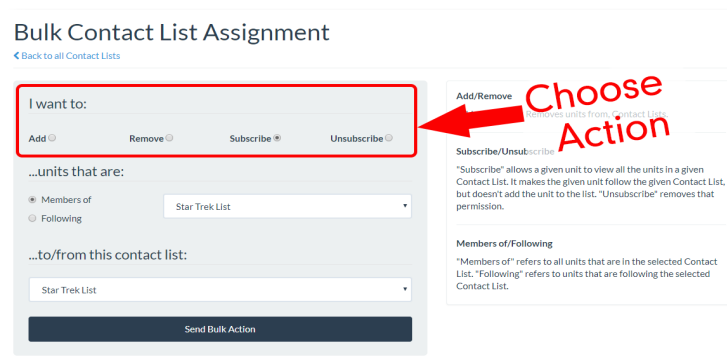 Bulk Contact List Assignment
Back to all Contact Lists
I want to:
Add Remove Subscribe Unsubscribe
...units that are:
Members of
Following
Star Trek List
...to/from this contact list:
Star Trek List
Send Bulk Action
Choose
Action
Add/Remove
Removes units from, Contact Lists.
Subscribe/Unsubscribe
"Subscribe" allows a given unit to view all the units in a given
Contact List. It makes the given unit follow the given Contact List,
but doesn't add the unit to the list. "Unsubscribe" removes that
permission.
Members of/Following
"Members of" refers to all units that are in the selected Contact
List. "Following" refers to units that are following the selected
Contact List.